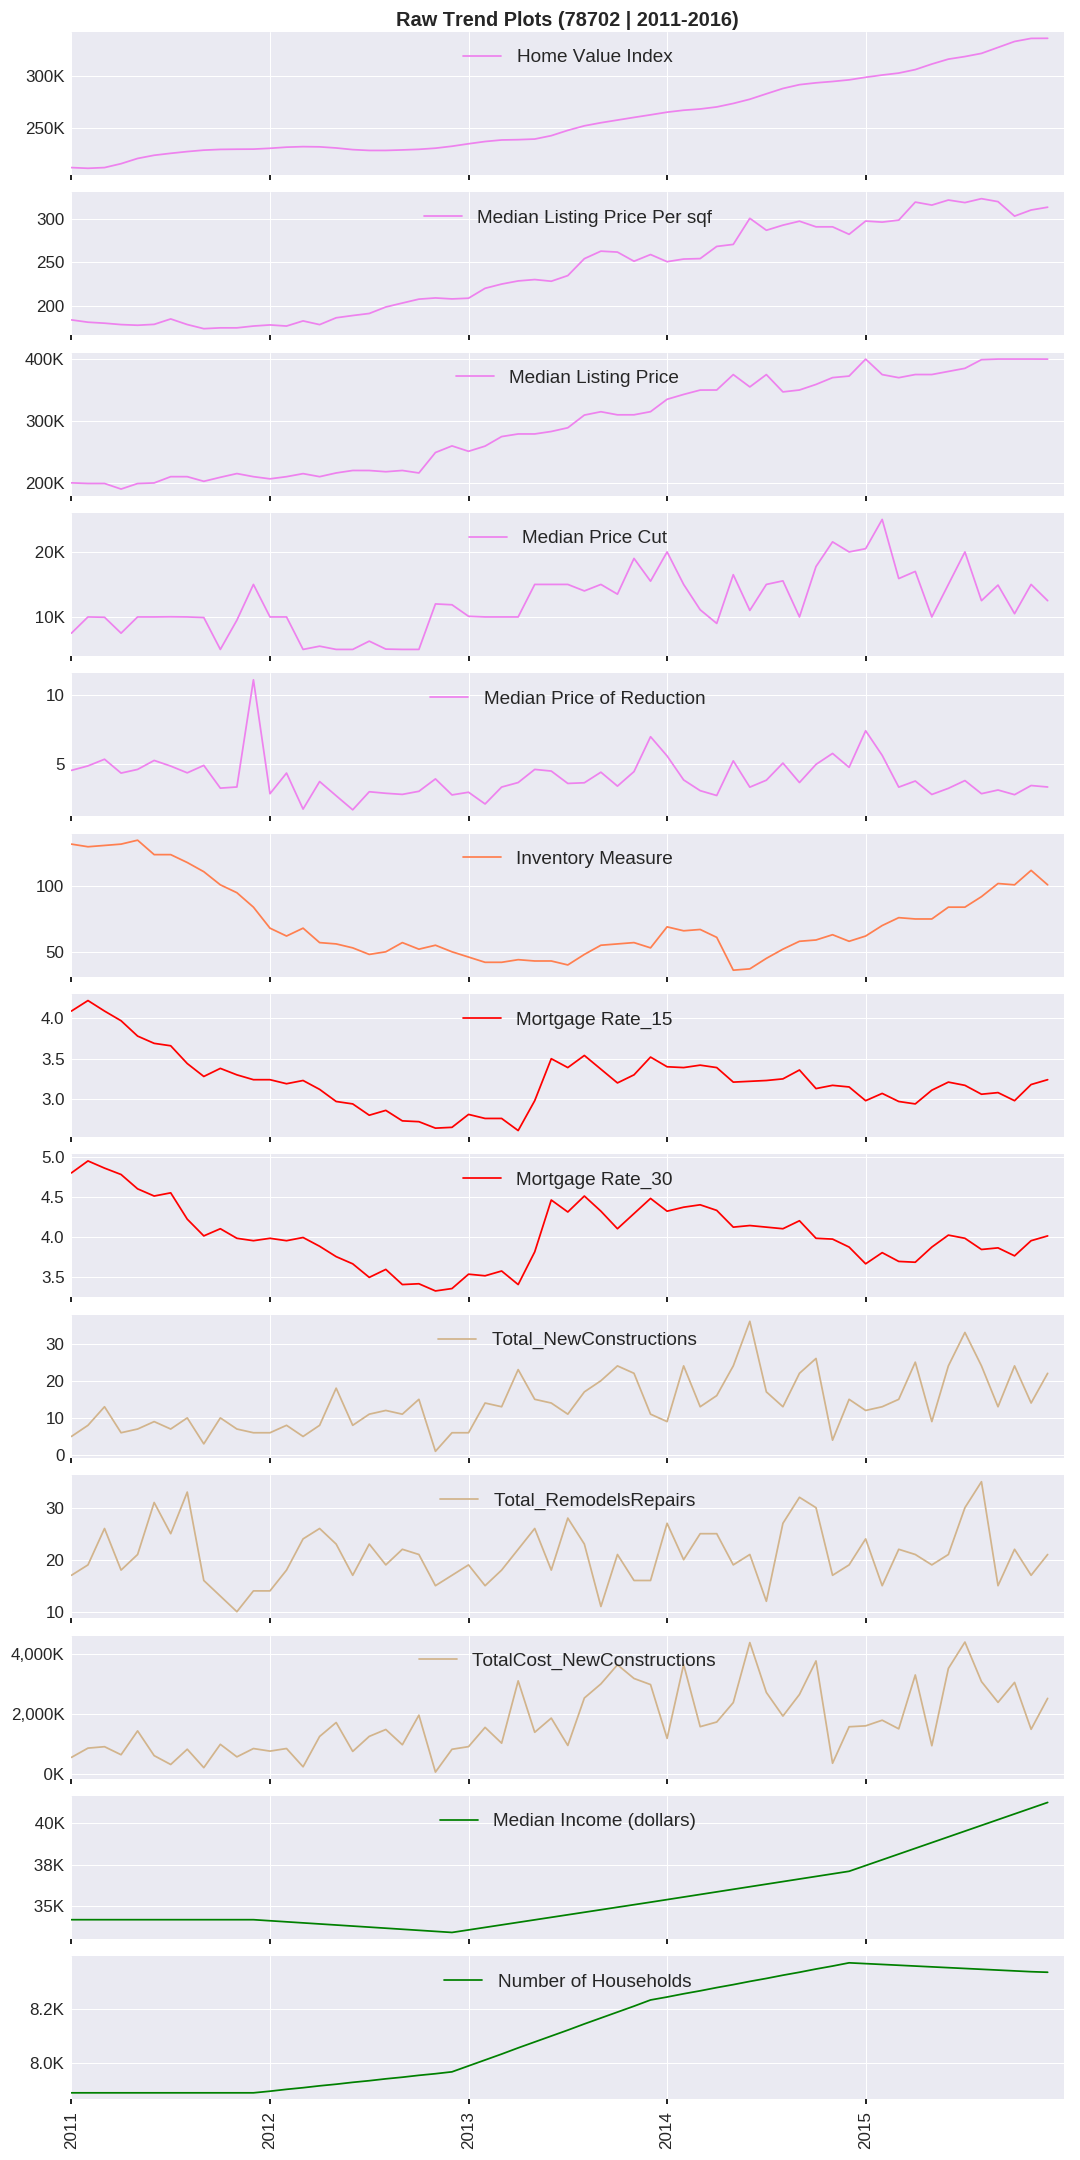 Raw Trend Plots (78702 | 2011-2016)
Home Value Index
300K
250K
Median Listing Price Per sqf
300
250
200
Median Listing Price
400K
300K
200K
Median Price Cut
20K
10K
Median Price of Reduction
10
5
Inventory Measure
100
50
Mortgage Rate_15
4.0
3.5
3.0
Mortgage Rate_30
5.0
4.5
4.0
3.5
Total_NewConstructions
30
20
10
0
Total_RemodelsRepairs
30
20
10
TotalCost_NewConstructions
4,000K
2,000K
0K
Median Income (dollars)
40K
38K
35K
Number of Households
8.2K
8.0K
2011
2012
2013
2014
2015